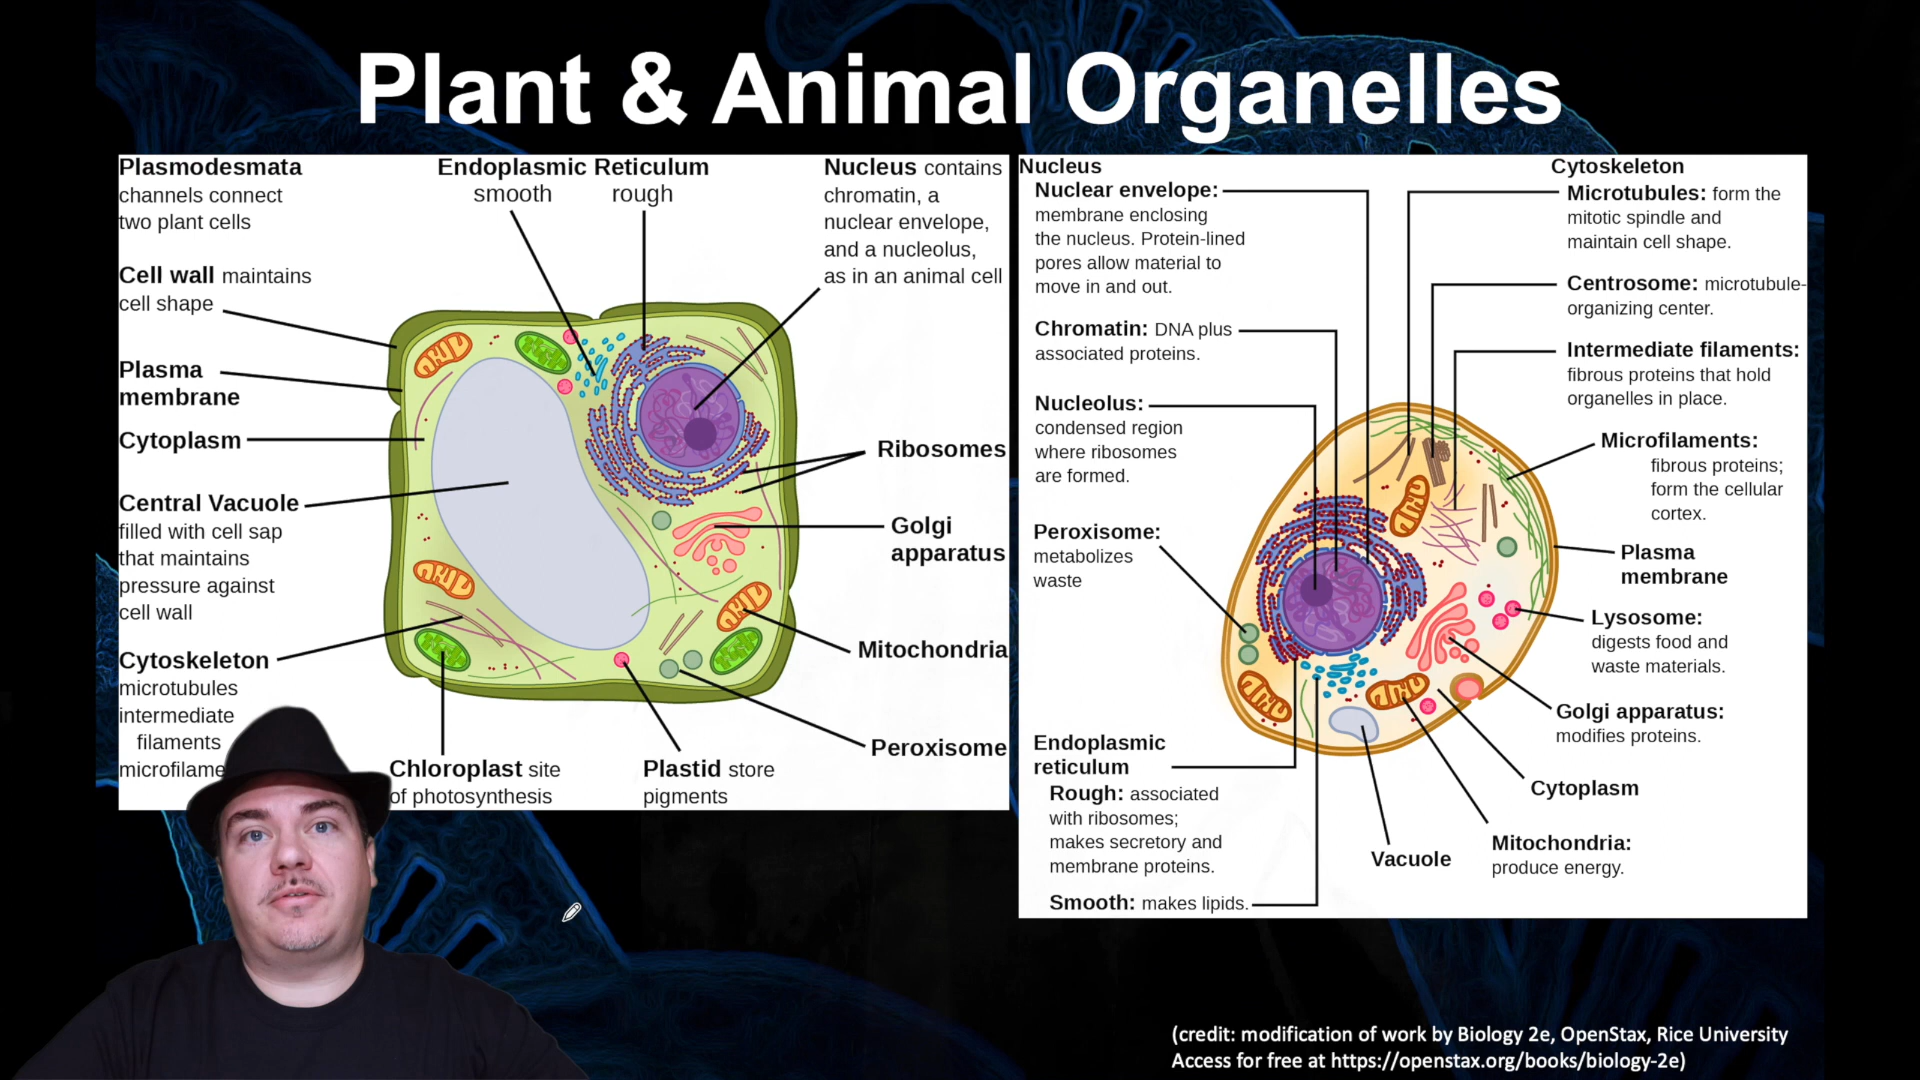 Plant & Animal Organelles
Plasmodesmata
channels connect
two plant cells
Cell wall maintains
cell shape
Plasma
membrane
Cytoplasm
Central Vacuole
filled with cell sap
that maintains
pressure against
cell wall
Cytoskeleton
microtubules
intermediate
filaments
microfilame
Endoplasmic Reticulum
smooth rough
Nucleus contains
chromatin, a
nuclear envelope,
and a nucleolus,
as in an animal cell
Ribosomes
Golgi
apparatus
Mitochondria
Peroxisome
Chloroplast site
of photosynthesis
Plastid store
pigments
Nucleus
Nuclear envelope:
membrane enclosing
the nucleus. Protein-lined
pores allow material to
move in and out.
Chromatin: DNA plus
associated proteins.
Nucleolus:
condensed region
where ribosomes
are formed.
Peroxisome:
metabolizes
waste
Endoplasmic
reticulum
Rough: associated
with ribosomes;
makes secretory and
membrane proteins.
Smooth: makes lipids.
Cytoskeleton
Microtubules: form the
mitotic spindle and
maintain cell shape.
Centrosome: microtubule-
organizing center.
Intermediate filaments:
fibrous proteins that hold
organelles in place.
Microfilaments:
fibrous proteins;
form the cellular
cortex.
Plasma
membrane
Lysosome:
digests food and
waste materials.
Golgi apparatus:
modifies proteins.
Cytoplasm
Mitochondria:
produce energy.
Vacuole
(credit: modification of work by Biology 2e, OpenStax, Rice University
Access for free at https://openstax.org/books/biology-2e)